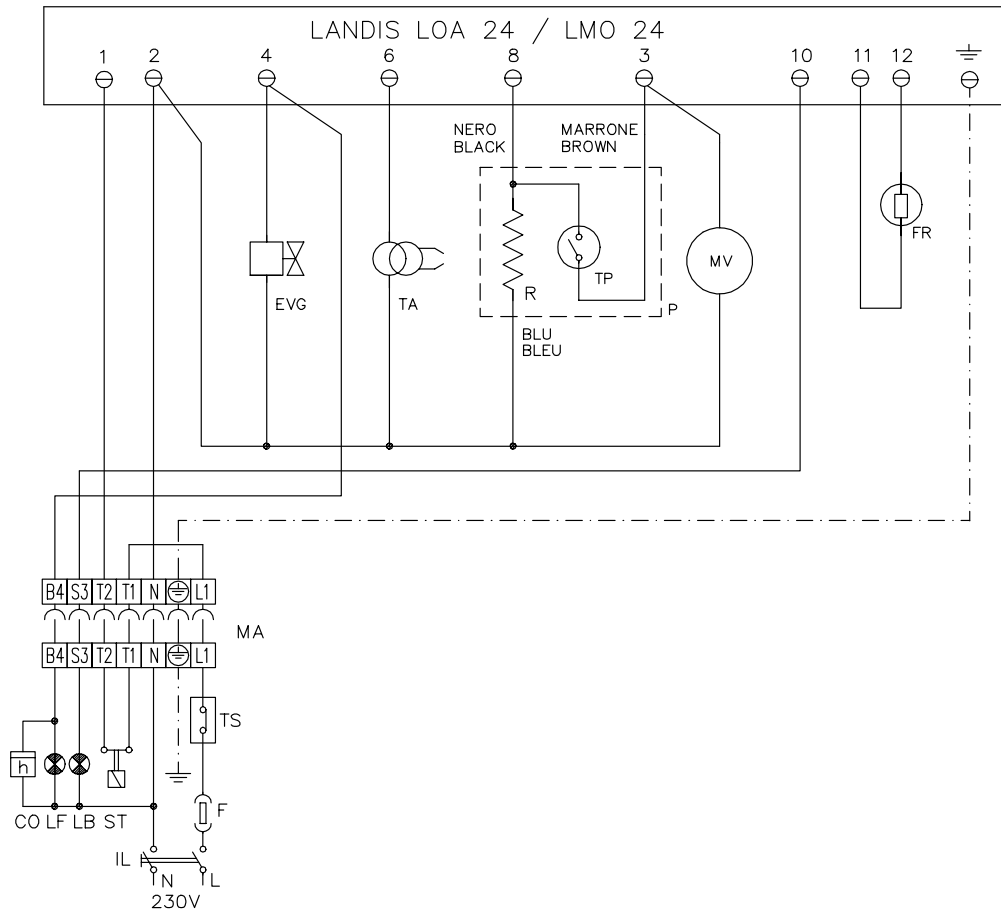 LANDIS LOA 24 / LMO 24
1 2 4 6 8 3 10 11 12
NERO MARRONE
BLACK BROWN
FR
MV
TP
EVG TA R P
BLU
BLEU
B4 S3 T2 T1 N L1
MA
B4 S3 T2 T1 N L1
TS
h
F
CO LF LB ST
IL
N L
230V